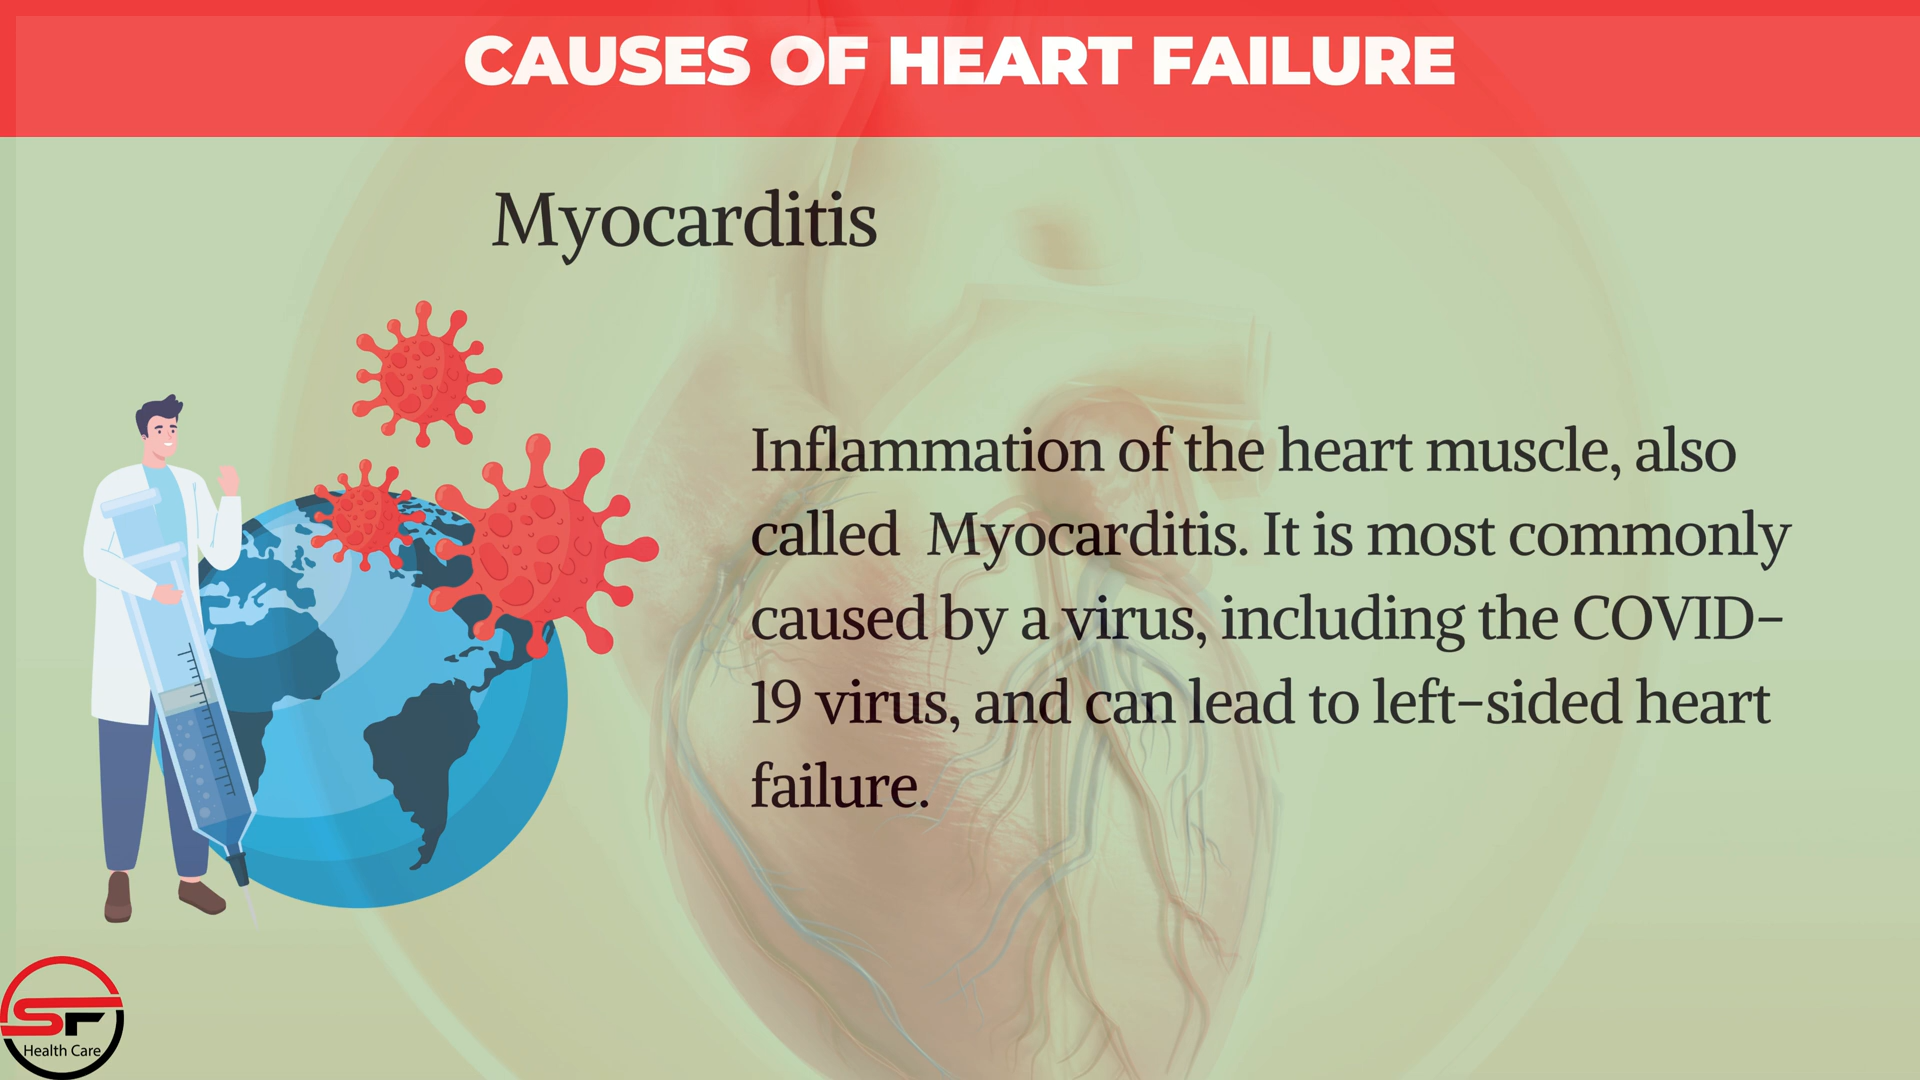 CAUSES OF HEART FAILURE
Myocarditis
Inflammation of the heart muscle, also
called  Myocarditis. It is most commonly
caused by a virus, including the COVID-
19 virus, and can lead to left-sided heart
failure.
SF
Health Care